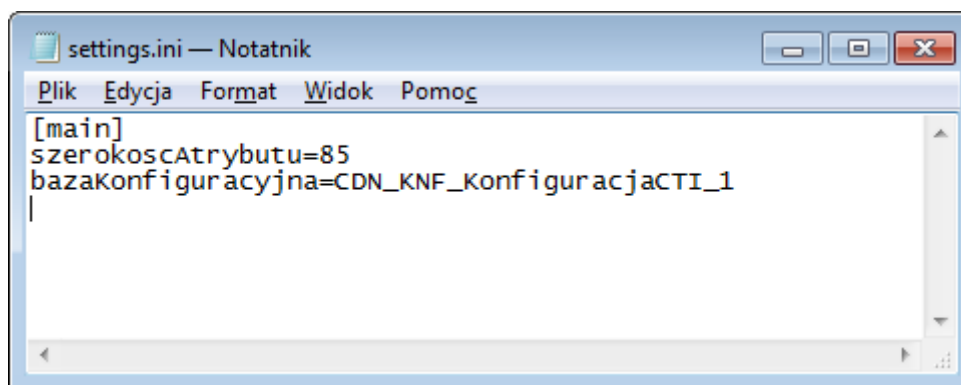 settings.ini — Notatnik
Plik Edycja Format Widok Pomoc
[main]
szerokoscAtrybutu=85
bazaKonfiguracyjna=CDN_KNF_KonfiguracjaCTI_1